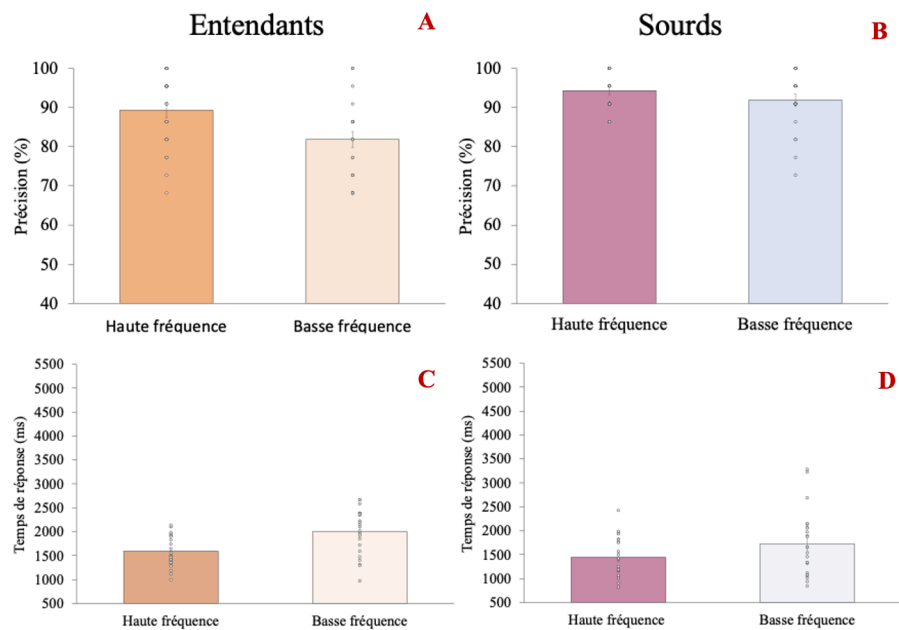 Entendants
A
Sourds
B
Précision (%)
100
90
80
70
60
50
40
Haute fréquence
Basse fréquence
Précision (%)
100
90
80
70
60
50
40
Haute fréquence
Basse fréquence
C
Temps de réponse (ms)
5500
5000
4500
4000
3500
3000
2500
2000
1500
1000
500
Haute fréquence
Basse fréquence
D
Temps de réponse (ms)
5500
5000
4500
4000
3500
3000
2500
2000
1500
1000
500
Haute fréquence
Basse fréquence